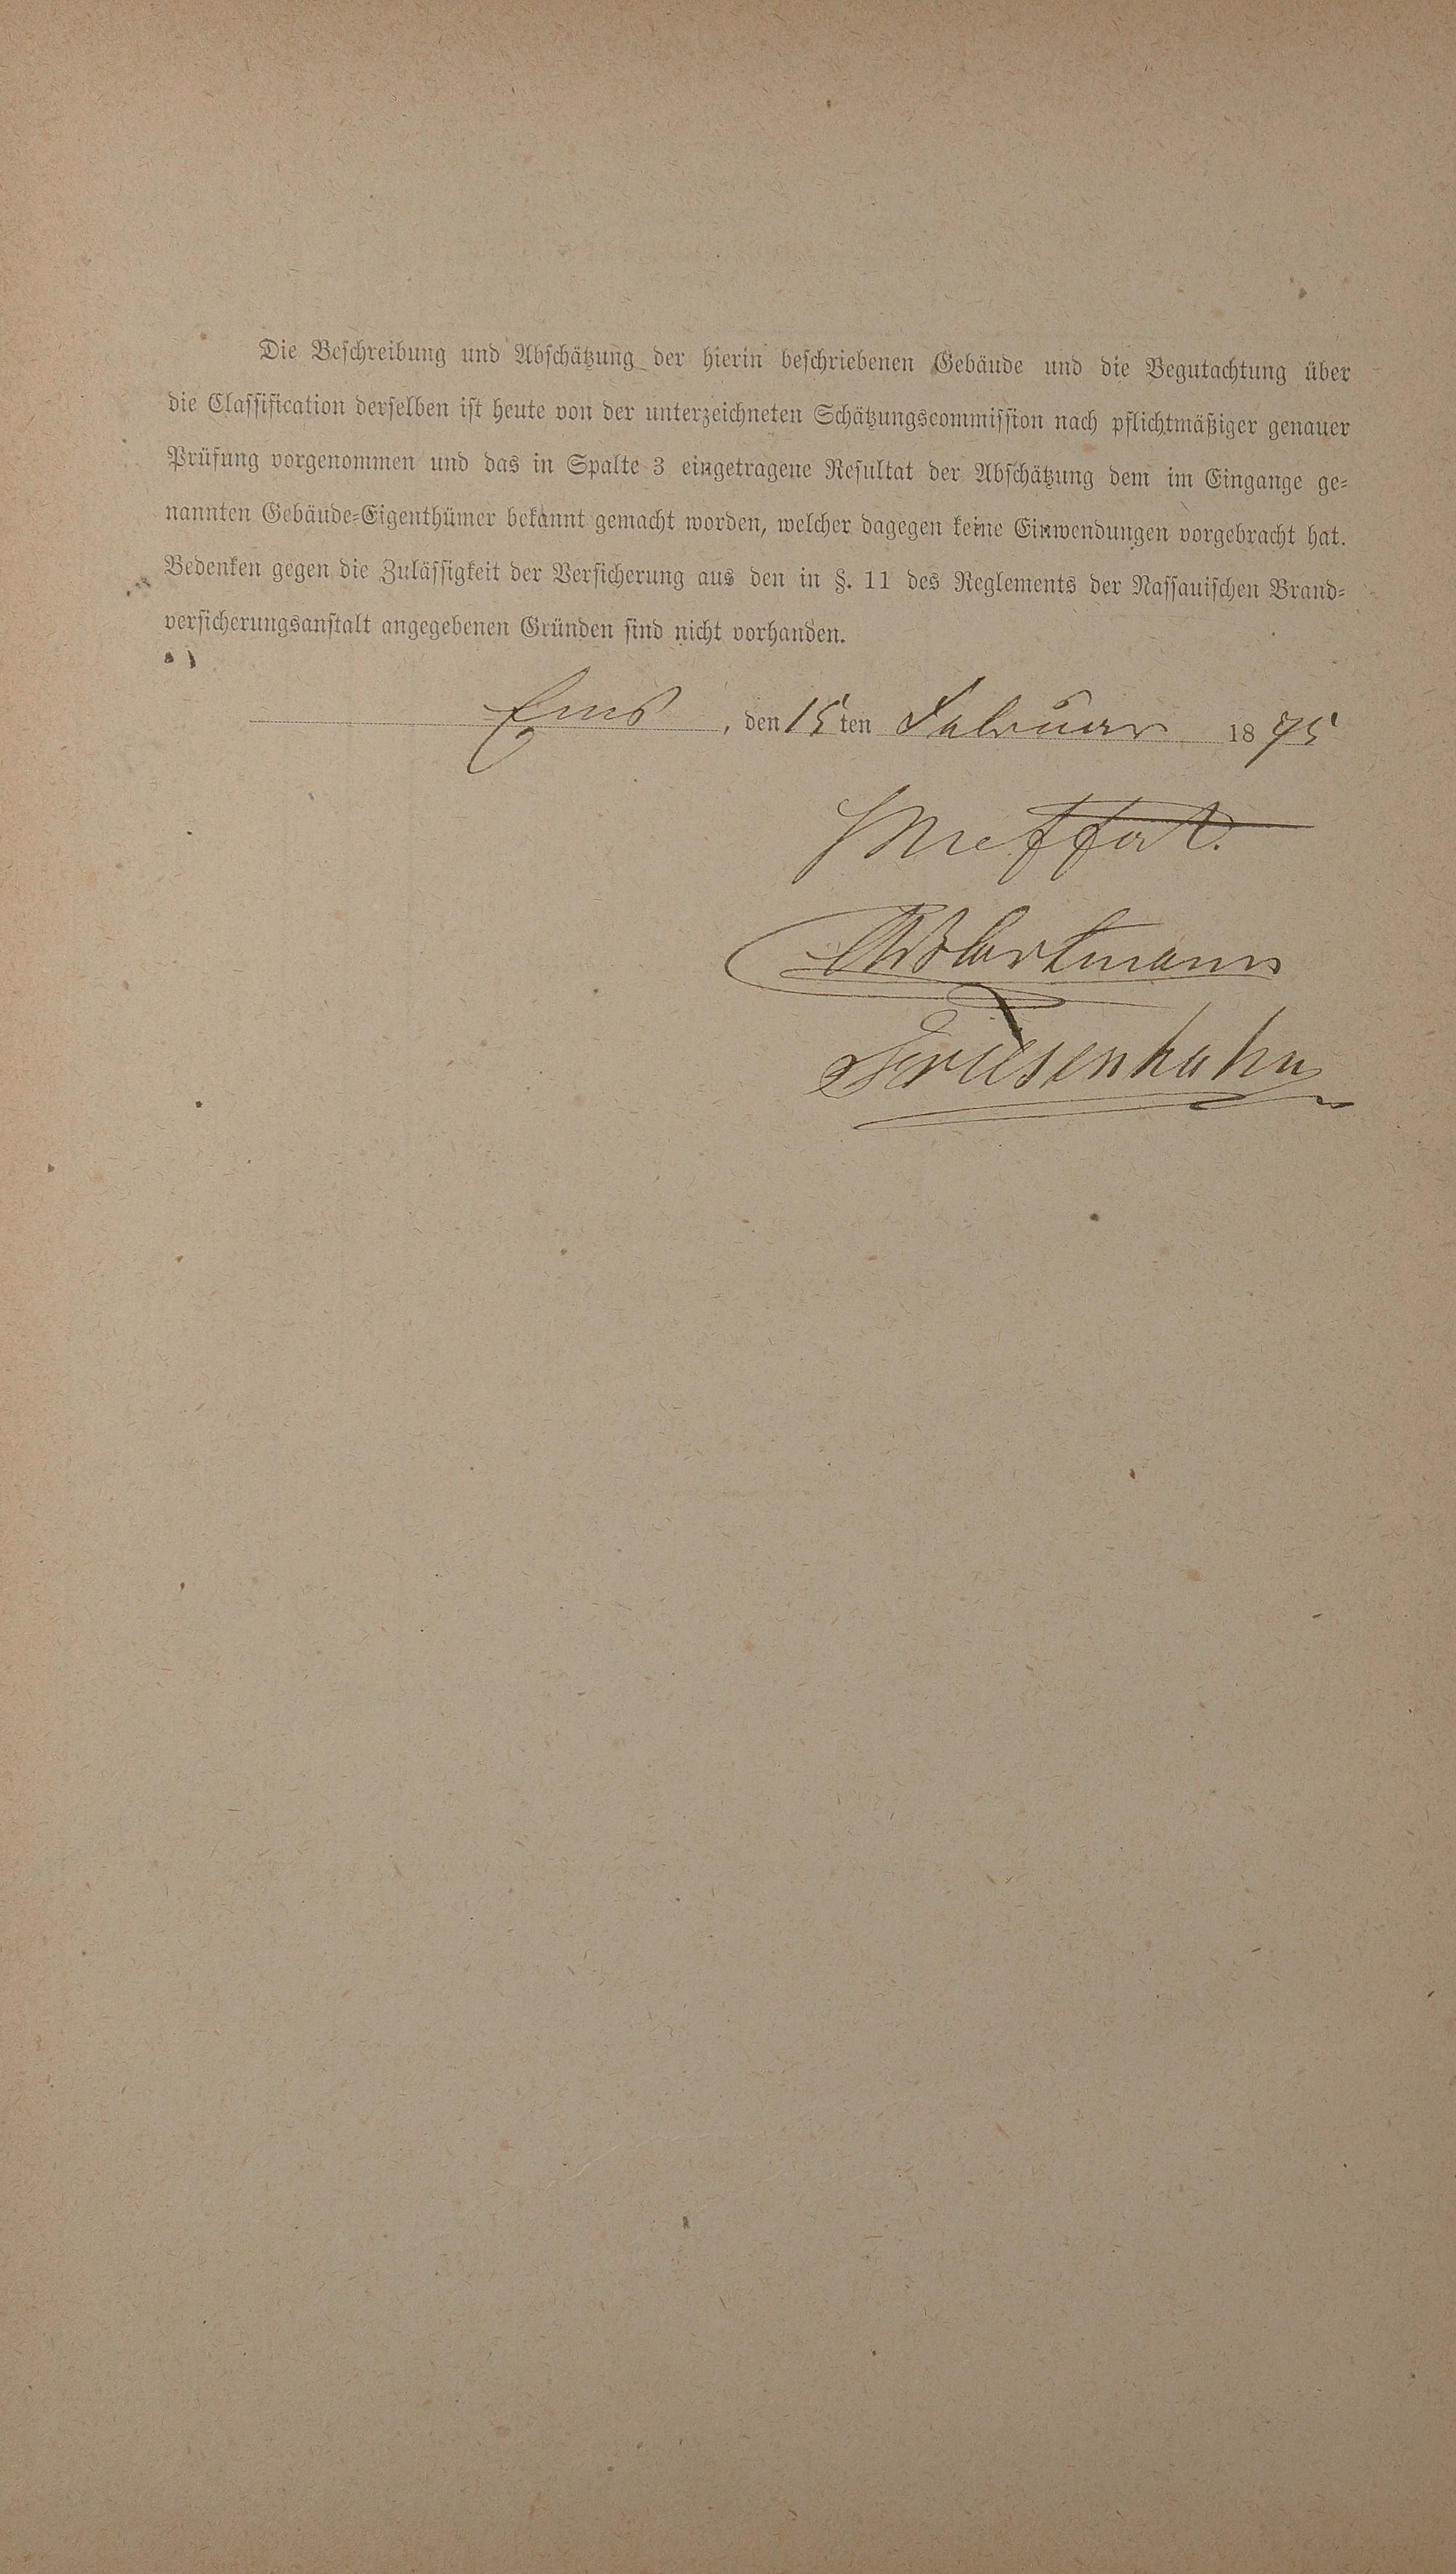 Die Beschreibung und Abschätzung der hierin beschriebenen Gebäude und die Begutachtung über
die Classification derselben ist heute von der unterzeichneten Schätzungscommission nach pflichtmäßiger genauer
Prüfung vorgenommen und das in Spalte 3 eingetragene Resultat der Abschätzung dem im Eingange ge-
nannten Gebäude-Eigenthümer bekannt gemacht worden, welcher dagegen keine Einwendungen vorgebracht hat.
Bedenken gegen die Zulässigkeit der Versicherung aus den in §. 11 des Reglements der Nassauischen Brand-
versicherungsanstalt angegebenen Gründen sind nicht vorhanden.
Ems, den 15ten Februar 1875
Meffert.
Friesenhahn